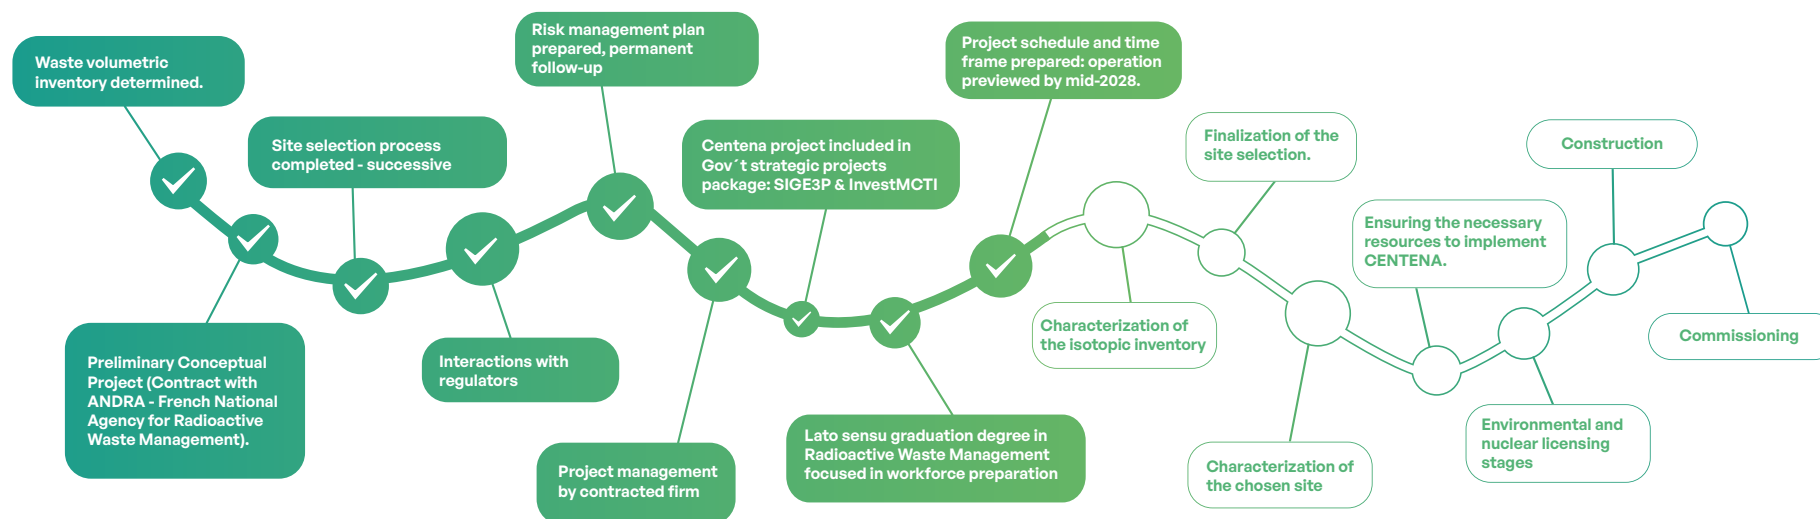 Waste volumetric
inventory determined.
Preliminary Conceptual
Project (Contract with
ANDRA - French National
Agency for Radioactive
Waste Management).
Site selection process
completed - successive
Interactions with
regulators
Risk management plan
prepared, permanent
follow-up
Project management
by contracted firm
Centena project included in
Gov´t strategic projects
package: SIGE3P & InvestMCTI
Lato sensu graduation degree in
Radioactive Waste Management
focused in workforce preparation
Project schedule and time
frame prepared: operation
previewed by mid-2028.
Characterization of
the isotopic inventory
Finalization of the
site selection.
Characterization of
the chosen site
Ensuring the necessary
resources to implement
CENTENA.
Environmental and
nuclear licensing
stages
Construction
Commissioning